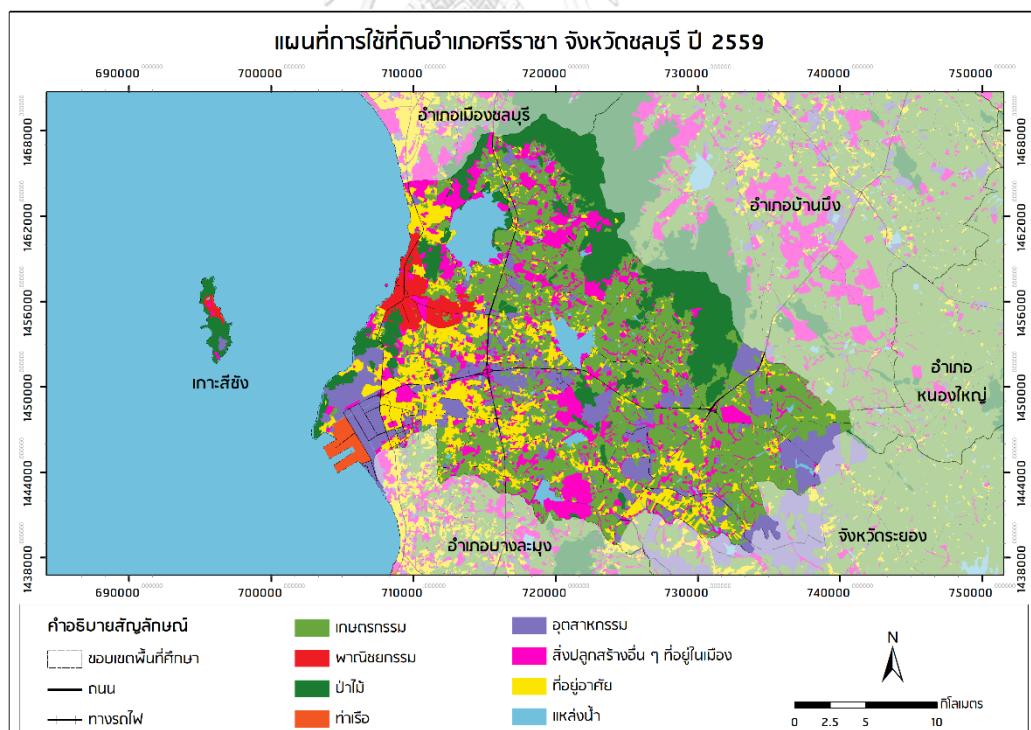 แผนที่การใช้ที่ดินอำเภอศรีราชา จังหวัดชลบุรี ปี 2559
690000 700000 710000 720000 730000 740000 750000
1468000 1462000 1456000 1450000 1444000 1438000
อำเภอเมืองชลบุรี
อำเภอบ้านบึง
เกาะสีชัง
อำเภอ
หนองใหญ่
อำเภอบางละมุง
จังหวัดระยอง
1468000 1462000 1456000 1450000 1444000 1438000
690000 700000 710000 720000 730000 740000 750000
คำอธิบายสัญลักษณ์
ขอบเขตพื้นที่ศึกษา
ถนน
ทางรถไฟ
เกษตรกรรม
พาณิชยกรรม
ป่าไม้
ท่าเรือ
อุตสาหกรรม
สิ่งปลูกสร้างอื่น ๆ ที่อยู่ในเมือง
ที่อยู่อาศัย
แหล่งน้ำ
N
กิโลเมตร
0 2.5 5 10